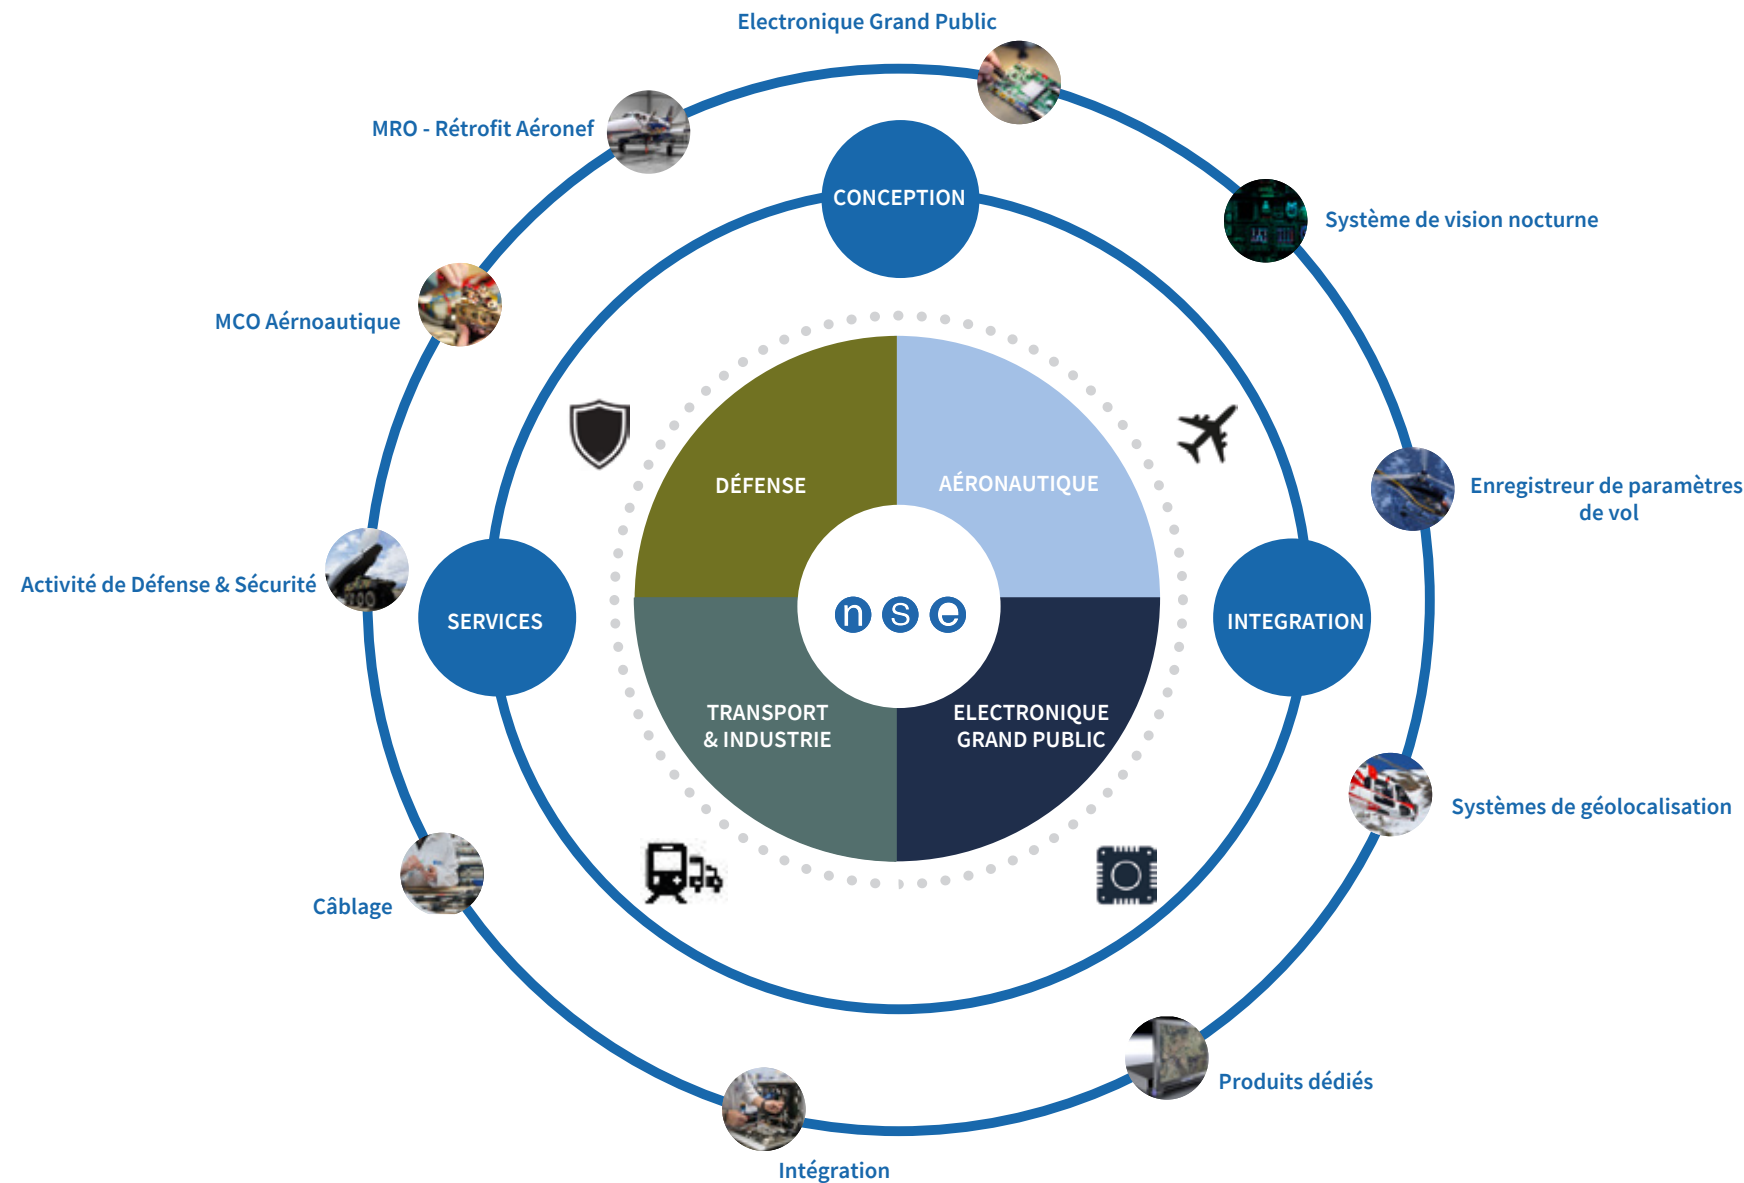 Electronique Grand Public
MRO - Rétrofit Aéronef
CONCEPTION
Système de vision nocturne
MCO Aérnoautique
DÉFENSE
AÉRONAUTIQUE
Enregistreur de paramètres
de vol
Activité de Défense & Sécurité
SERVICES
nse
INTEGRATION
TRANSPORT
& INDUSTRIE
ELECTRONIQUE
GRAND PUBLIC
Systèmes de géolocalisation
Câblage
Produits dédiés
Intégration